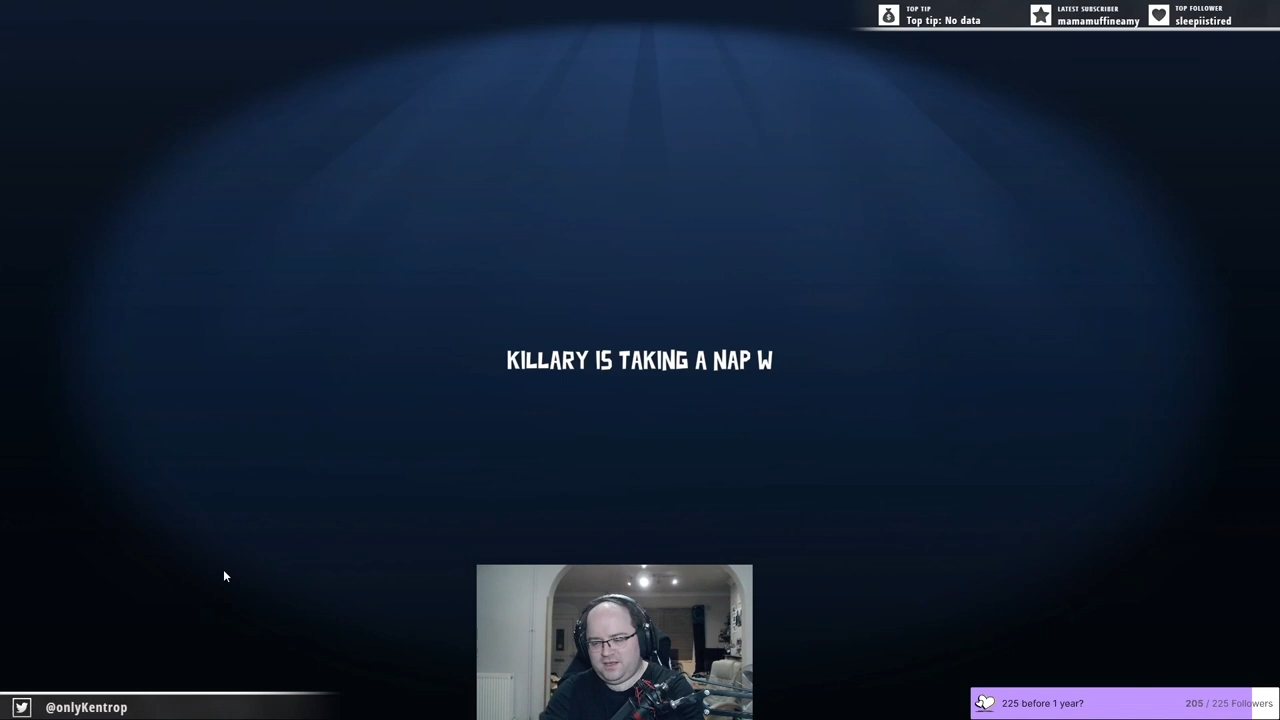 TOP TIP
Top tip: No data
LATEST SUBSCRIBER
mamamuffineamy
TOP FOLLOWER
sleepiistired
KILLARY IS TAKING A NAP W
@onlyKentrop
225 before 1 year?
205 / 225 Followers